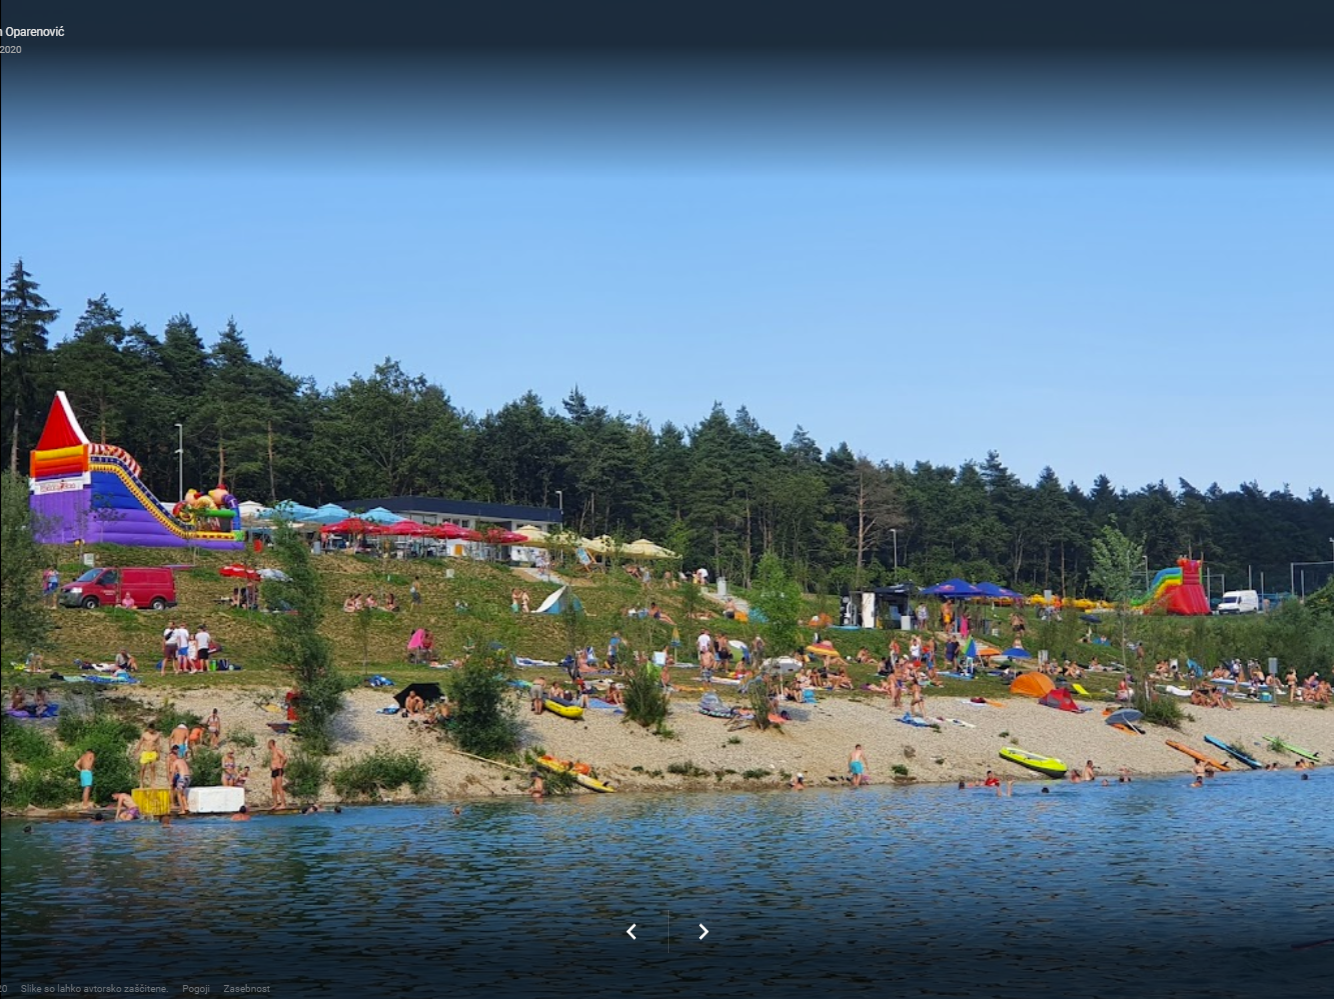 n Oparenović
2020
20 Slike so lahko avtorsko zaščitene. Pogoji Zasebnost